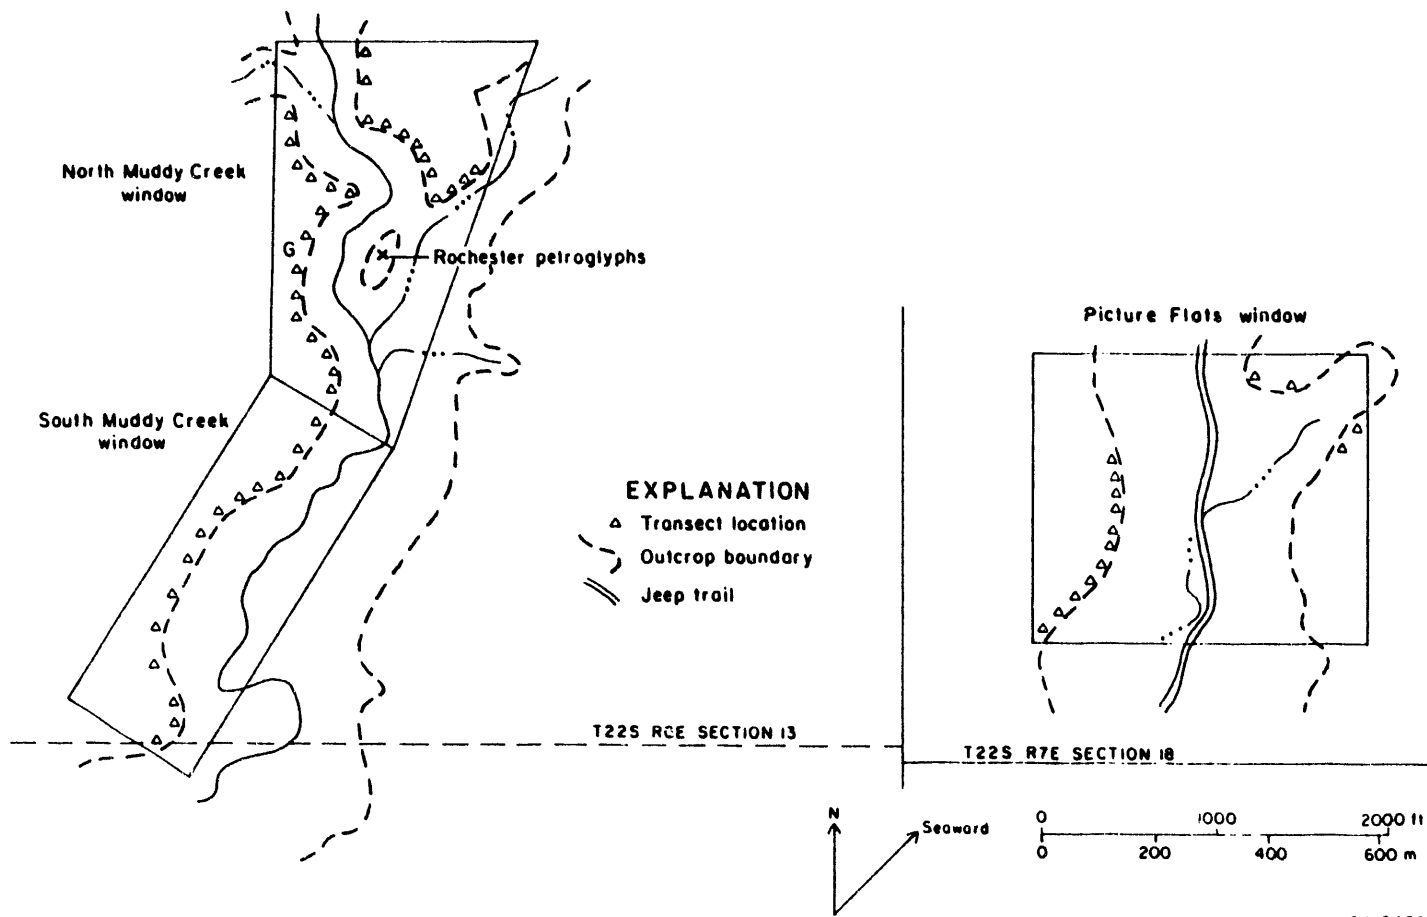 North Muddy Creek
window
G
Rochester petroglyphs
Picture Flats window
South Muddy Creek
window
EXPLANATION
Transect location
Outcrop boundary
Jeep trail
T22S R6E SECTION 13
T22S R7E SECTION 18
N
Seaward
0 1000 2000 ft
0 200 400 600 m